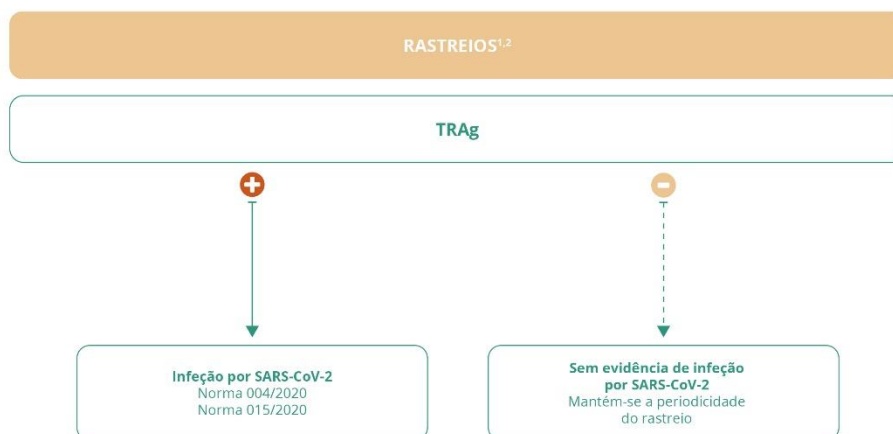 RASTREIOS1,2
TRAg
Infeção por SARS-CoV-2
Norma 004/2020
Norma 015/2020
Sem evidência de infeção
por SARS-CoV-2
Mantém-se a periodicidade
do rastreio